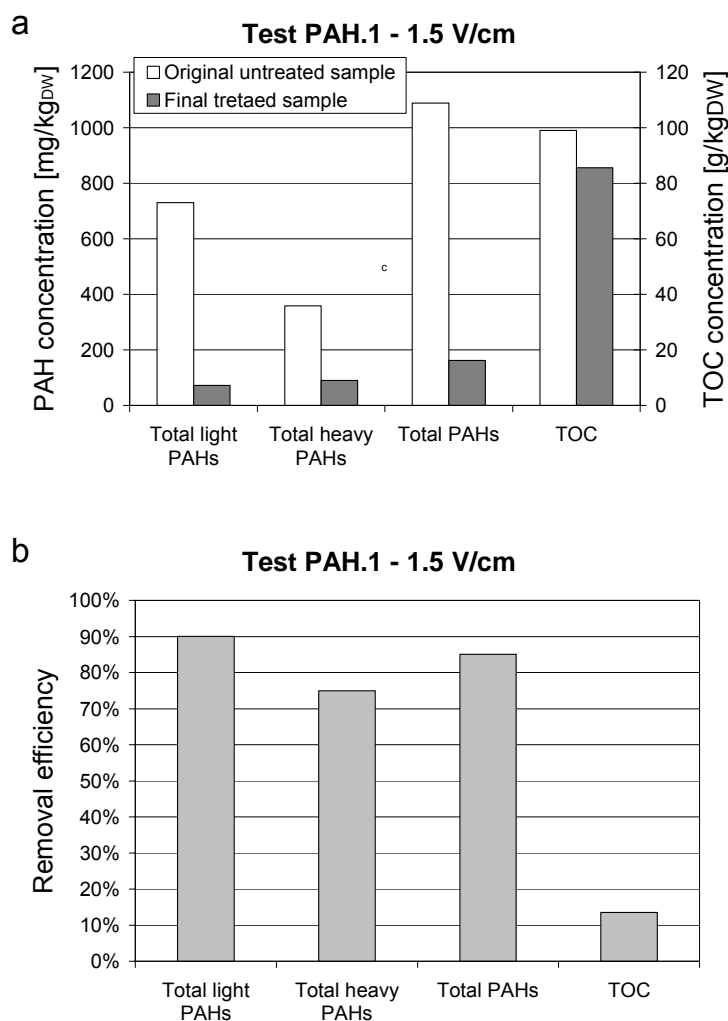 a
Test PAH.1 - 1.5 V/cm
PAH concentration [mg/kgDW]
1200
1000
800
600
400
200
0
Original untreated sample
Final tretaed sample
c
120
100
80
60
40
20
0
TOC concentration [g/kgDW]
Total light
PAHs
Total heavy
PAHs
Total PAHs
TOC
b
Test PAH.1 - 1.5 V/cm
Removal efficiency
100%
90%
80%
70%
60%
50%
40%
30%
20%
10%
0%
Total light
PAHs
Total heavy
PAHs
Total PAHs
TOC